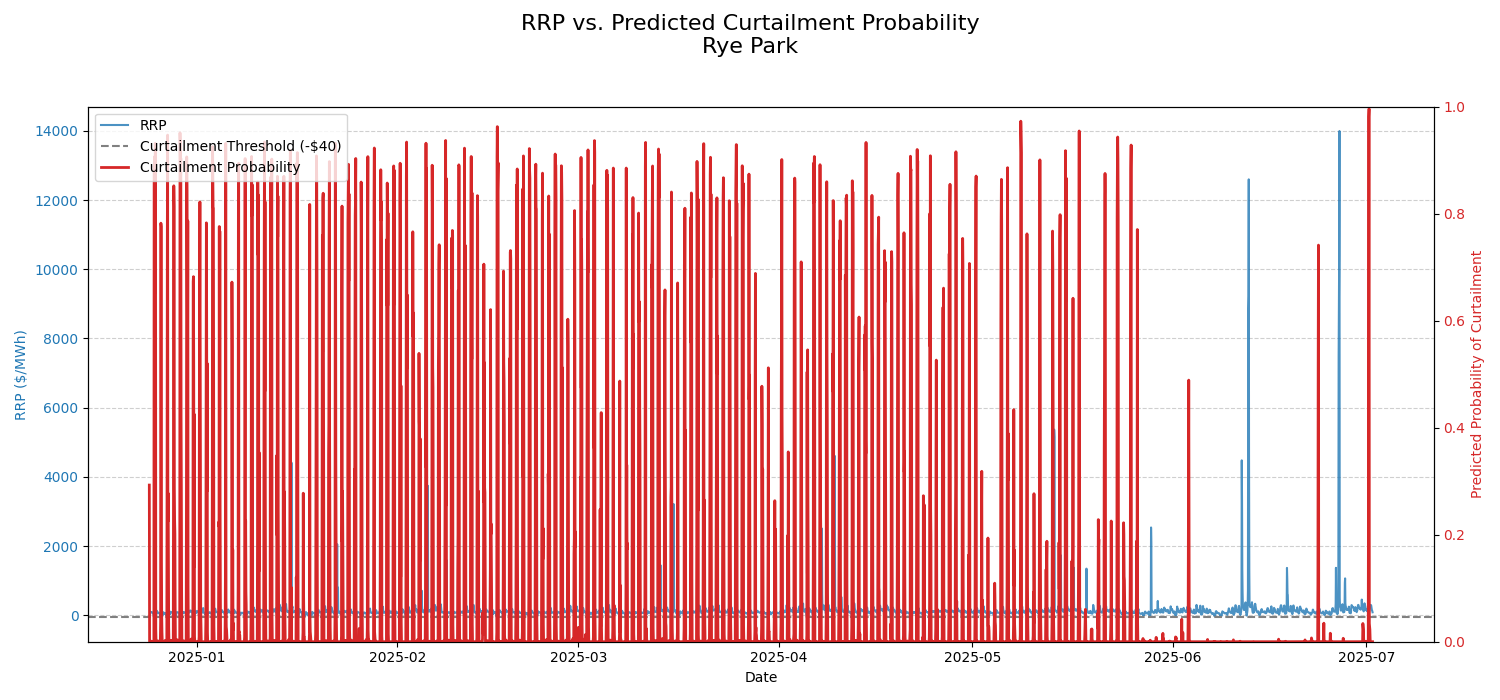 RRP vs. Predicted Curtailment Probability
Rye Park
RRP
Curtailment Threshold (-$40)
Curtailment Probability
RRP ($/MWh)
14000
12000
10000
8000
6000
4000
2000
0
1.0
0.8
0.6
0.4
0.2
0.0
Predicted Probability of Curtailment
2025-01
2025-02
2025-03
2025-04
2025-05
2025-06
2025-07
Date